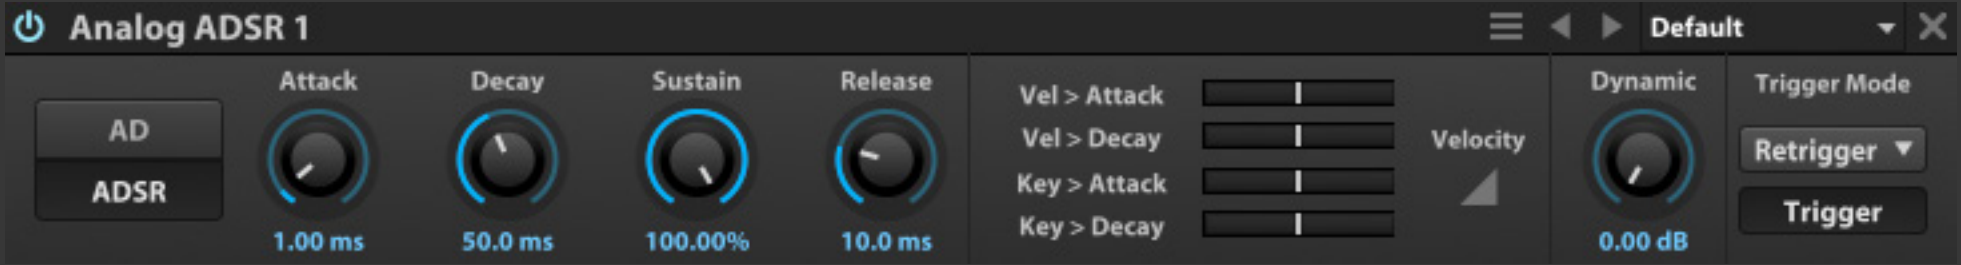 Analog ADSR 1
Default
Attack
Decay
Sustain
Release
Dynamic
Trigger Mode
AD
ADSR
Vel > Attack
Vel > Decay
Key > Attack
Key > Decay
Velocity
Retrigger
Trigger
1.00 ms
50.0 ms
100.00%
10.0 ms
0.00 dB